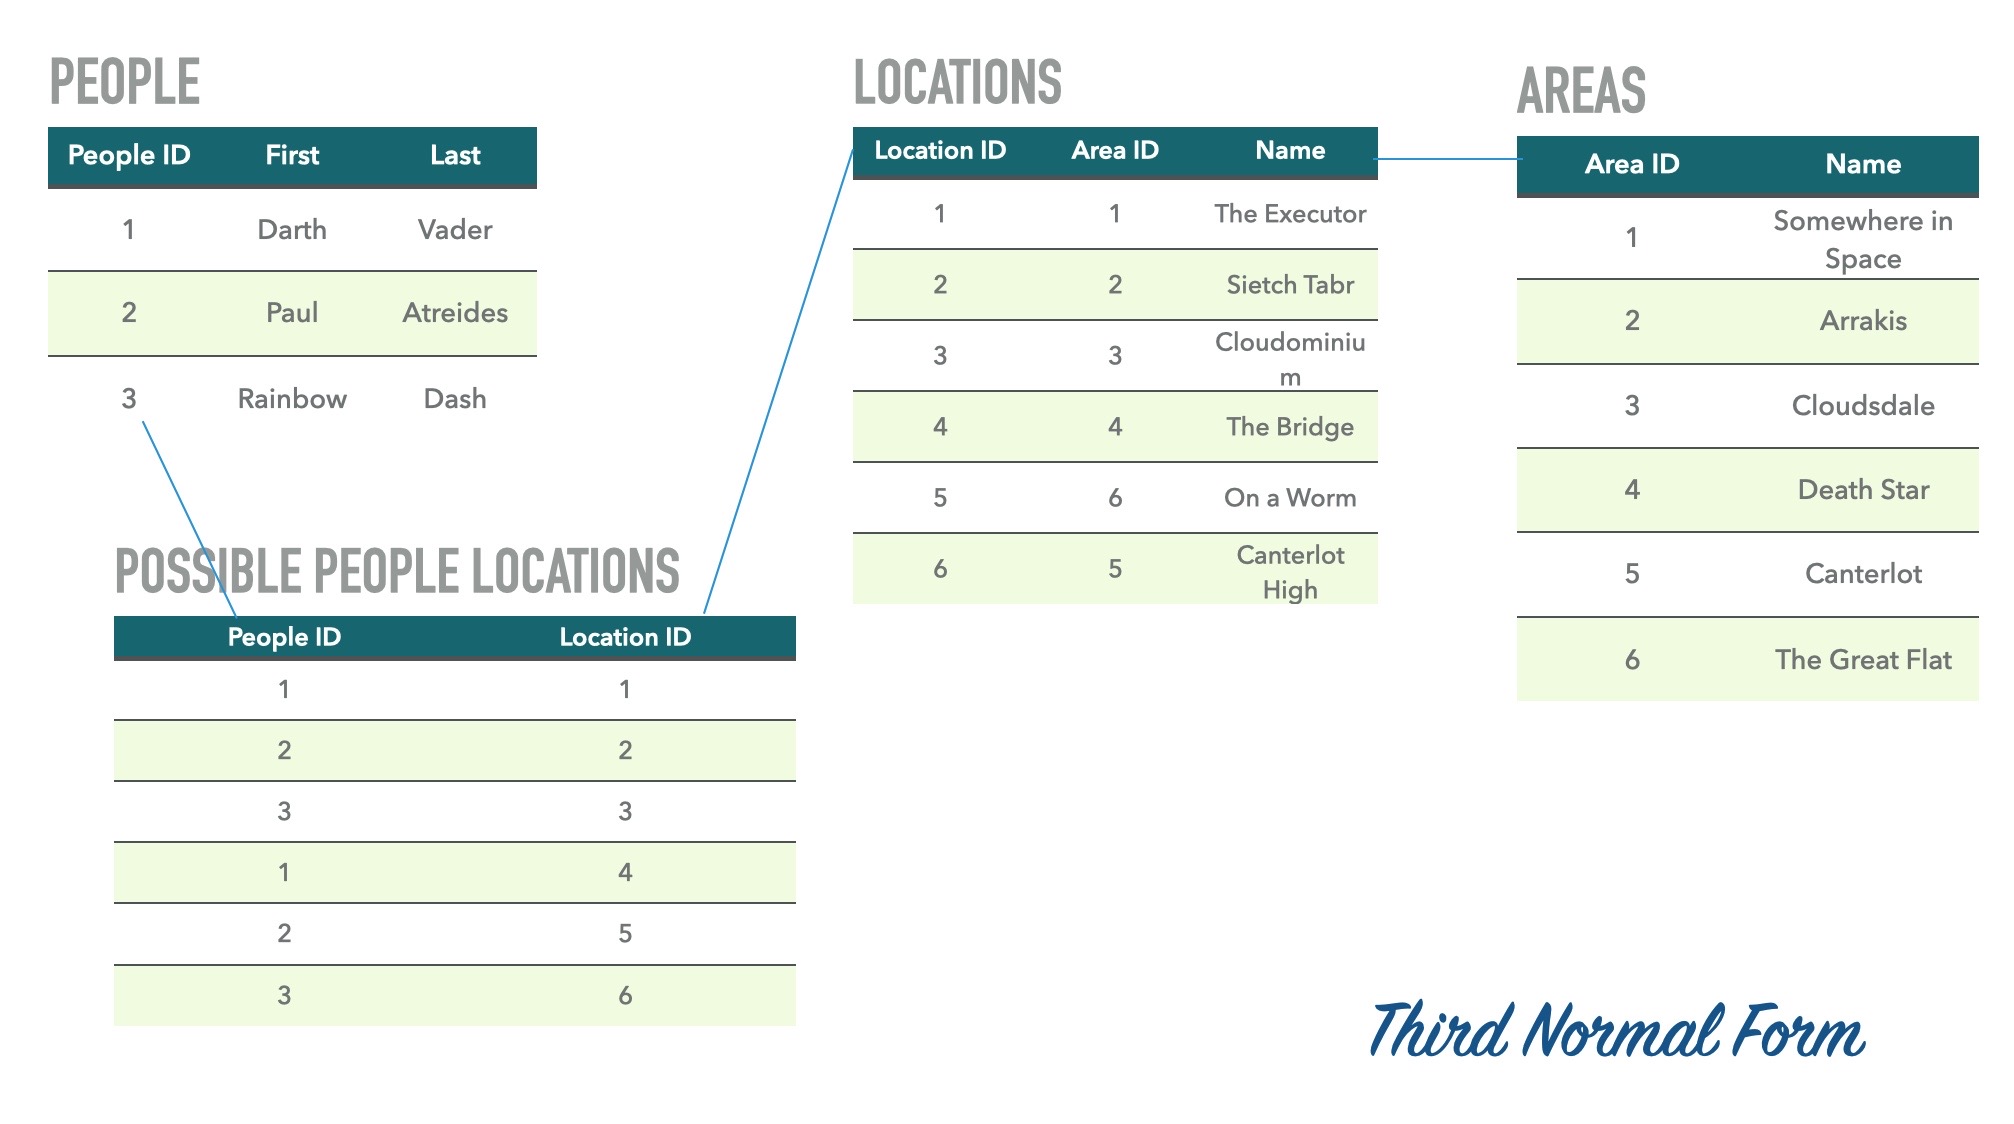 PEOPLE
People ID First Last
1 Darth Vader
2 Paul Atreides
3 Rainbow Dash
POSSIBLE PEOPLE LOCATIONS
People ID Location ID
1 1
2 2
3 3
1 4
2 5
3 6
LOCATIONS
Location ID Area ID Name
1 1 The Executor
2 2 Sietch Tabr
3 3 Cloudominiu
m
4 4 The Bridge
5 6 On a Worm
6 5 Canterlot
High
AREAS
Area ID Name
1 Somewhere in
Space
2 Arrakis
3 Cloudsdale
4 Death Star
5 Canterlot
6 The Great Flat
Third Normal Form